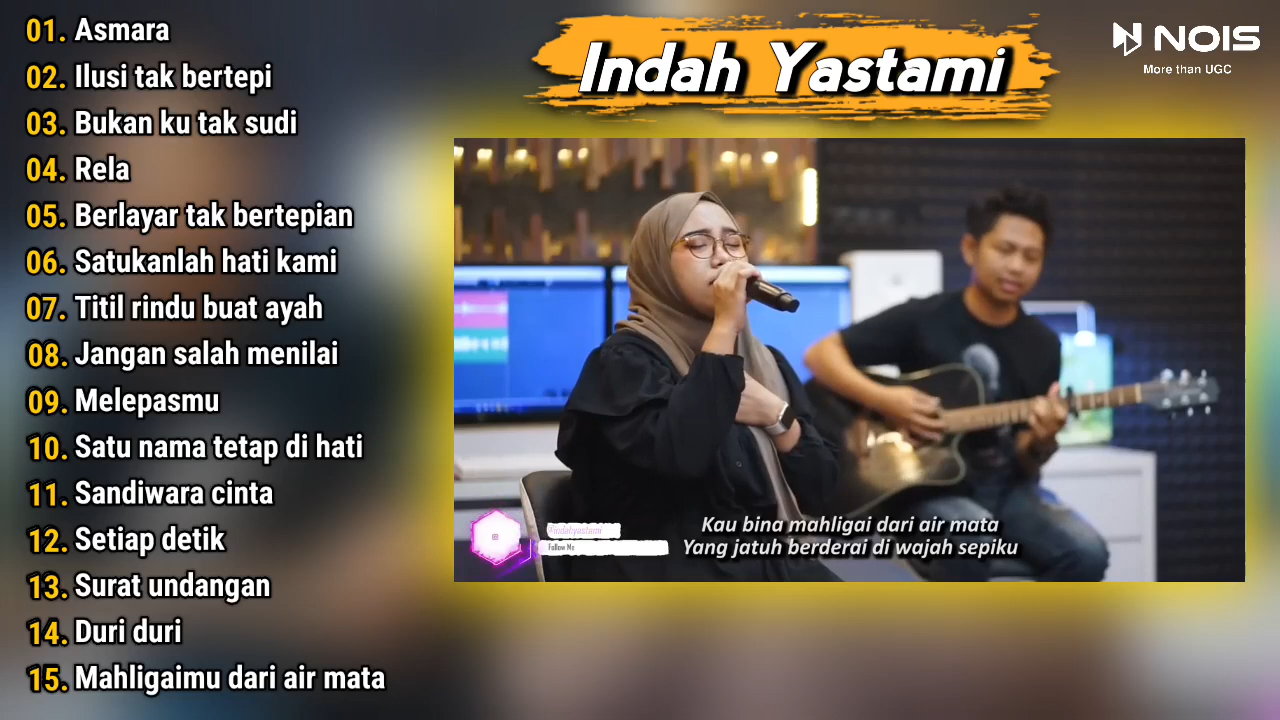 01. Asmara
02. Ilusi tak bertepi
03. Bukan ku tak sudi
04. Rela
05. Berlayar tak bertepian
06. Satukanlah hati kami
07. Titil rindu buat ayah
08. Jangan salah menilai
09. Melepasmu
10. Satu nama tetap di hati
11. Sandiwara cinta
12. Setiap detik
13. Surat undangan
14. Duri duri
15. Mahligaimu dari air mata
Indah Yastami
NOIS
More than UGC
@indahyastami
Follow Me
Kau bina mahligai dari air mata
Yang jatuh berderai di wajah sepiku